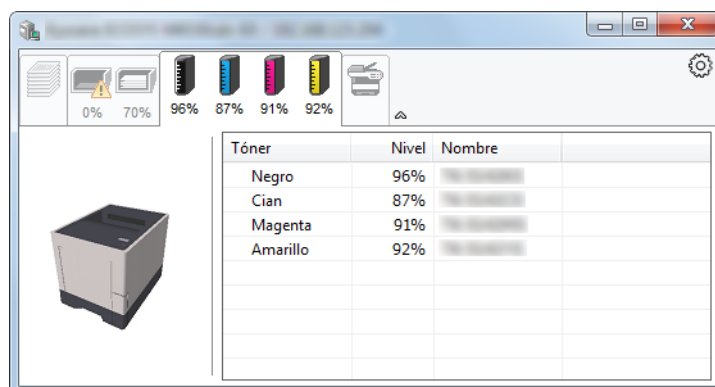 0% 70% 96% 87% 91% 92%
Tóner Nivel Nombre
Negro 96%
Cian 87%
Magenta 91%
Amarillo 92%